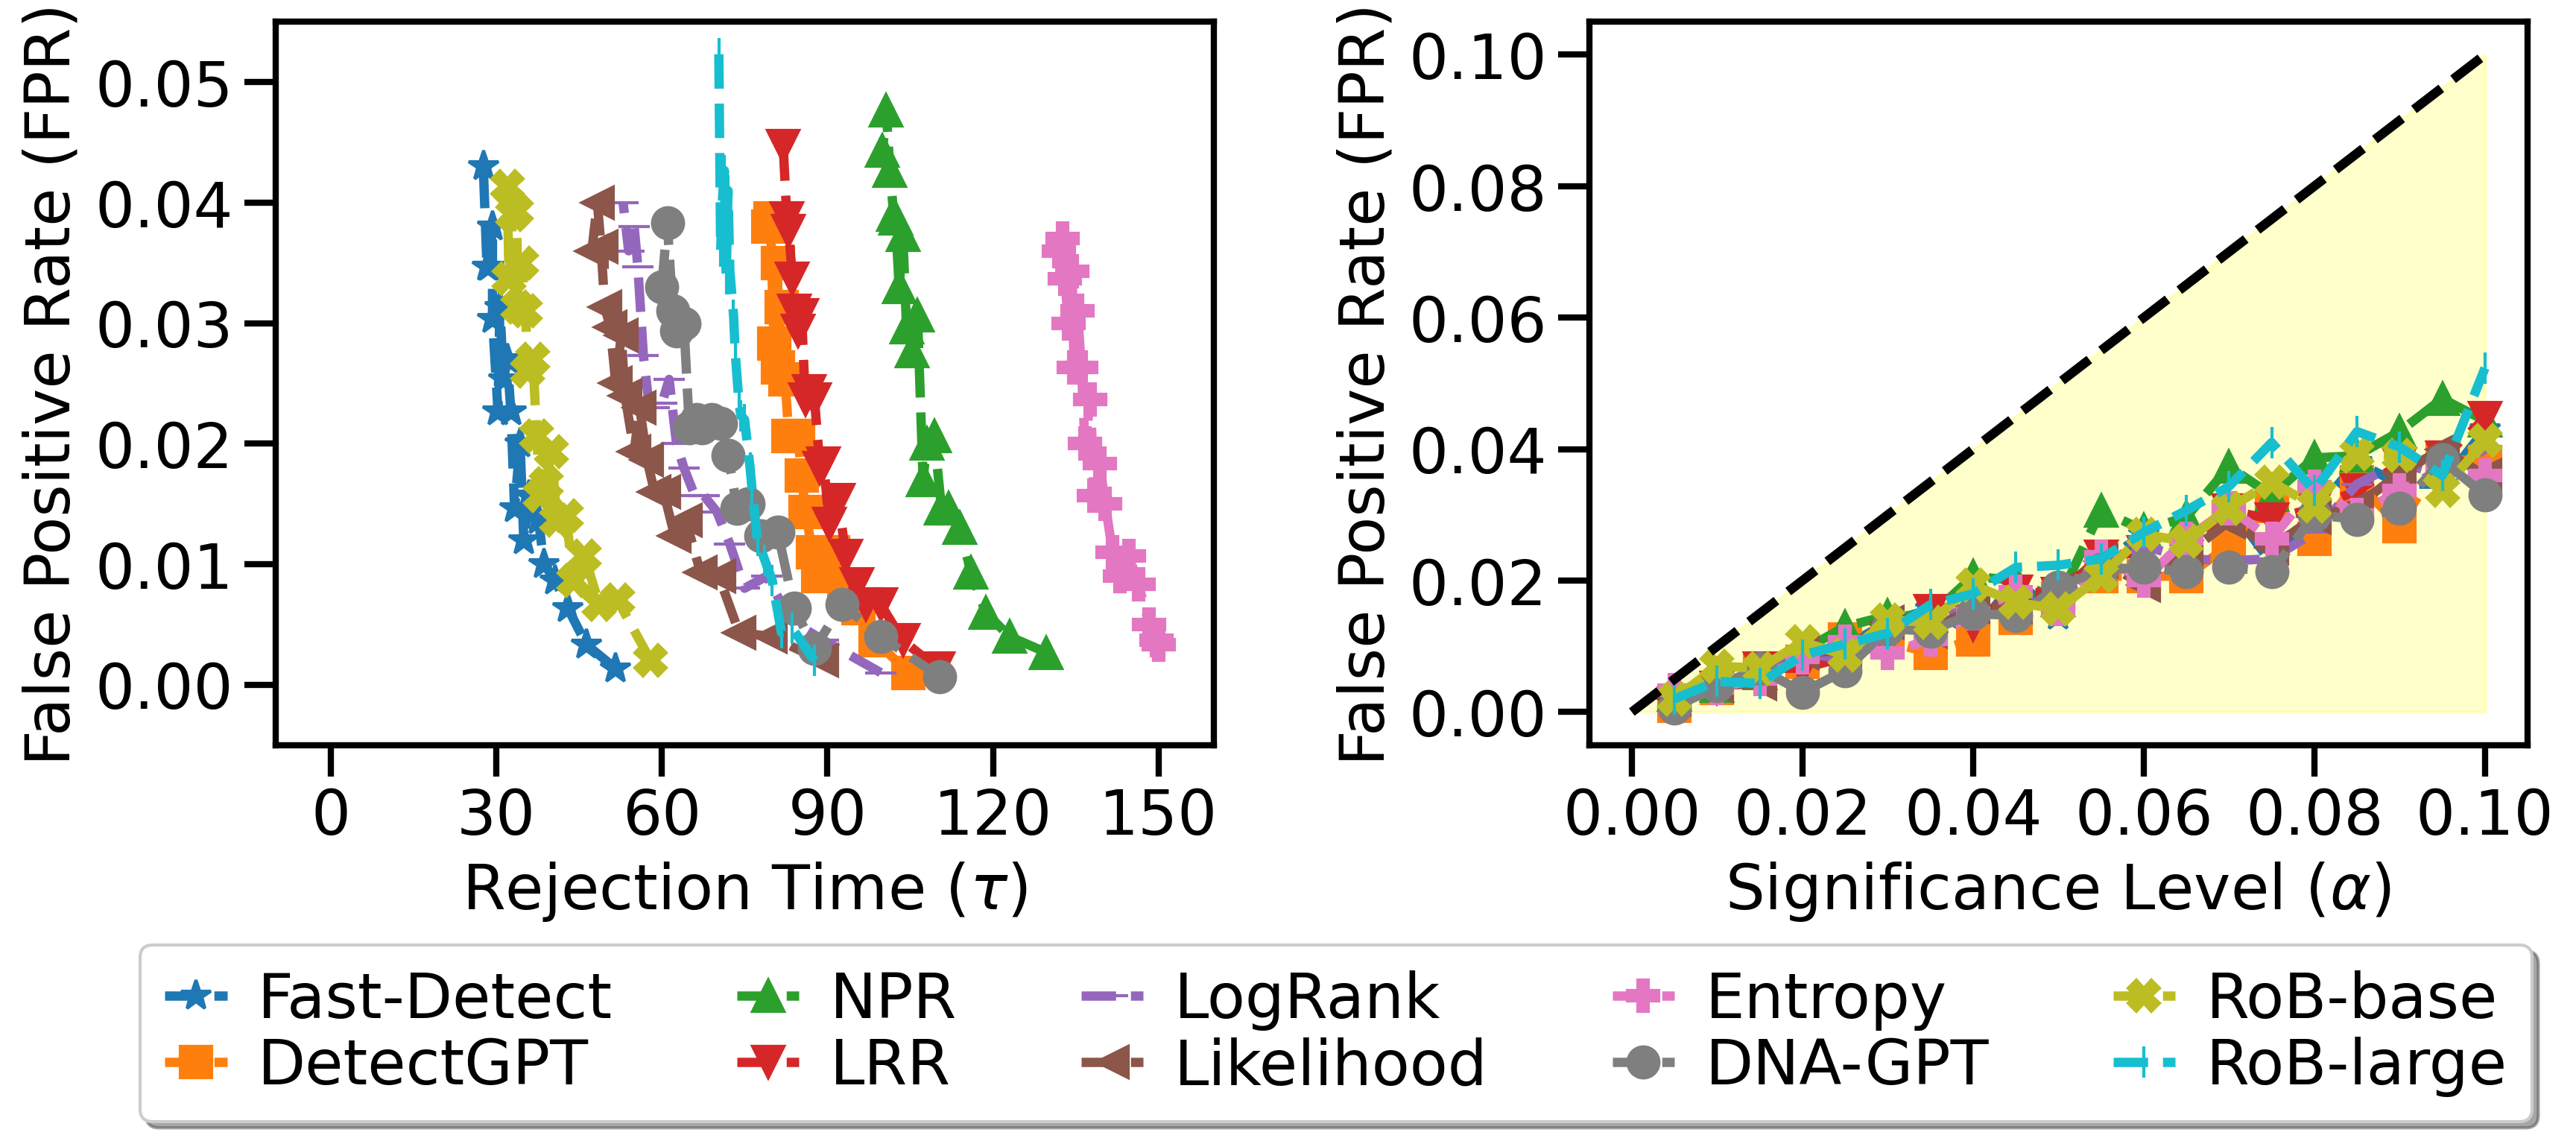 False Positive Rate (FPR)
0.05
0.04
0.03
0.02
0.01
0.00
0 30 60 90 120 150
Rejection Time (τ)
False Positive Rate (FPR)
0.10
0.08
0.06
0.04
0.02
0.00
0.00 0.02 0.04 0.06 0.08 0.10
Significance Level (α)
Fast-Detect NPR LogRank Entropy RoB-base
DetectGPT LRR Likelihood DNA-GPT RoB-large